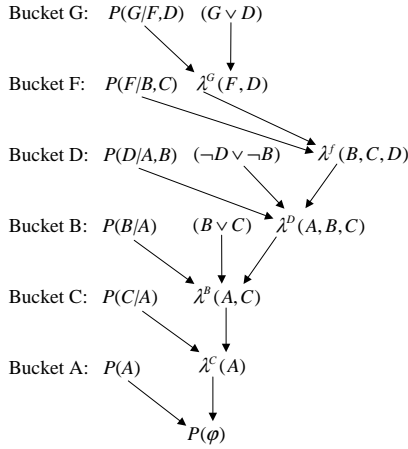 Bucket G: P(G/F,D) (G ∨ D)
Bucket F: P(F/B,C) λ^G(F,D)
Bucket D: P(D/A,B) (¬D ∨ ¬B) λ^f(B,C,D)
Bucket B: P(B/A) (B ∨ C) λ^D(A,B,C)
Bucket C: P(C/A) λ^B(A,C)
Bucket A: P(A) λ^C(A)
P(φ)